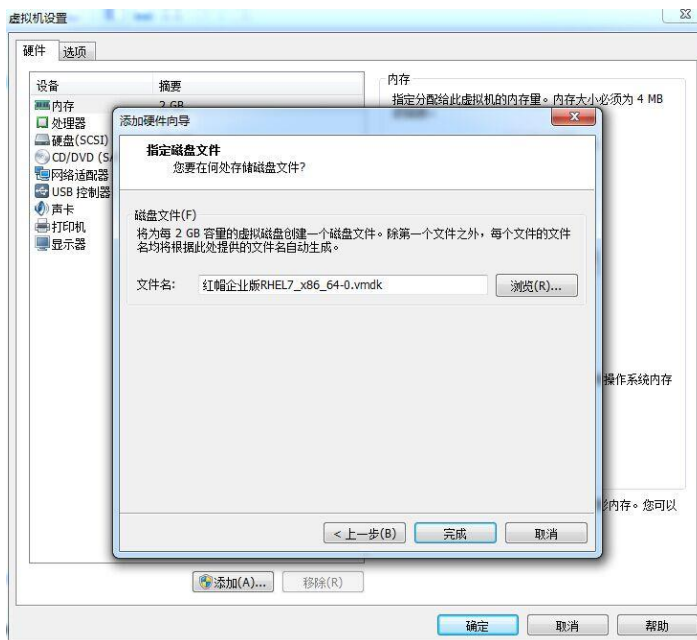 虚拟机设置
硬件 选项
设备 摘要
内存 2 GB
处理器
硬盘(SCSI)
CD/DVD (SA
网络适配器
USB 控制器
声卡
打印机
显示器
内存
指定分配给此虚拟机的内存量。内存大小必须为 4 MB
添加硬件向导
指定磁盘文件
您要在何处存储磁盘文件?
磁盘文件(F)
将为每 2 GB 容量的虚拟磁盘创建一个磁盘文件。除第一个文件之外，每个文件的文件
名均将根据此处提供的文件名自动生成。
文件名: 红帽企业版RHEL7_x86_64-0.vmdk 浏览(R)...
操作系统内存
内存。您可以
<上一步(B) 完成 取消
添加(A)... 移除(R)
确定 取消 帮助